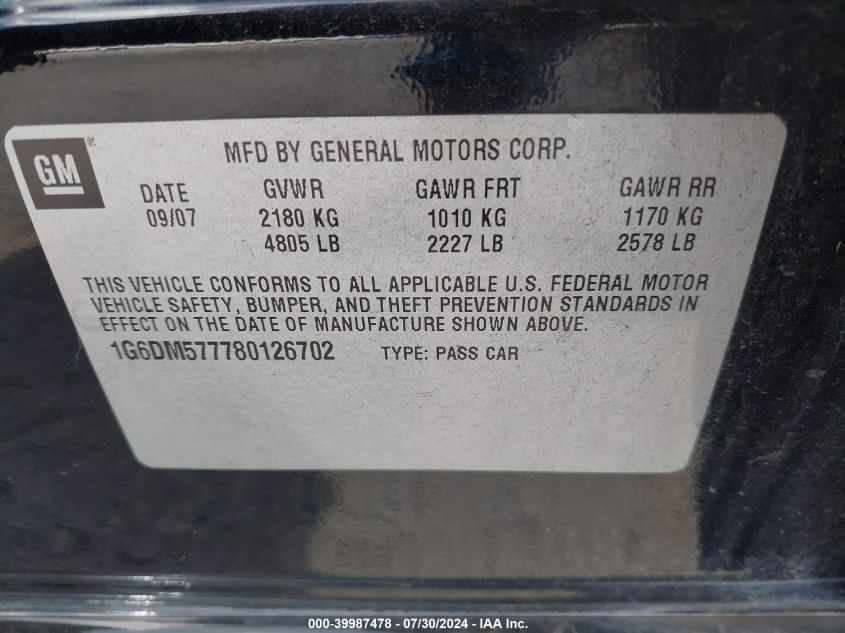 GM®
MFD BY GENERAL MOTORS CORP.
DATE GVWR GAWR FRT GAWR RR
09/07 2180 KG 1010 KG 1170 KG
4805 LB 2227 LB 2578 LB
THIS VEHICLE CONFORMS TO ALL APPLICABLE U.S. FEDERAL MOTOR
VEHICLE SAFETY, BUMPER, AND THEFT PREVENTION STANDARDS IN
EFFECT ON THE DATE OF MANUFACTURE SHOWN ABOVE.
1G6DM577780126702 TYPE: PASS CAR
000-39987478 - 07/30/2024 - IAA Inc.